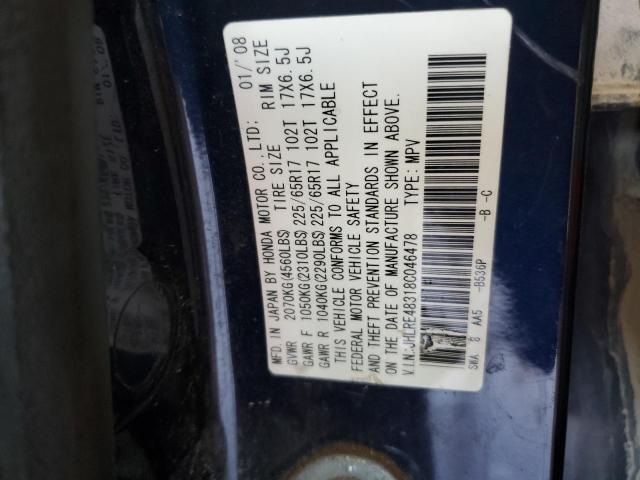 MFD. IN JAPAN BY HONDA MOTOR CO., LTD; 01/'08
GVWR 2070KG(4560LBS) TIRE SIZE RIM SIZE
GAWR F 1050KG(2310LBS) 225/65R17 102T 17X6.5J
GAWR R 1040KG(2290LBS) 225/65R17 102T 17X6.5J
THIS VEHICLE CONFORMS TO ALL APPLICABLE
FEDERAL MOTOR VEHICLE SAFETY
AND THEFT PREVENTION STANDARDS IN EFFECT
ON THE DATE OF MANUFACTURE SHOWN ABOVE.
V.I.N:JHLRE48318C046478 TYPE: MPV
SWA 8 AA5 -B536P -B -C